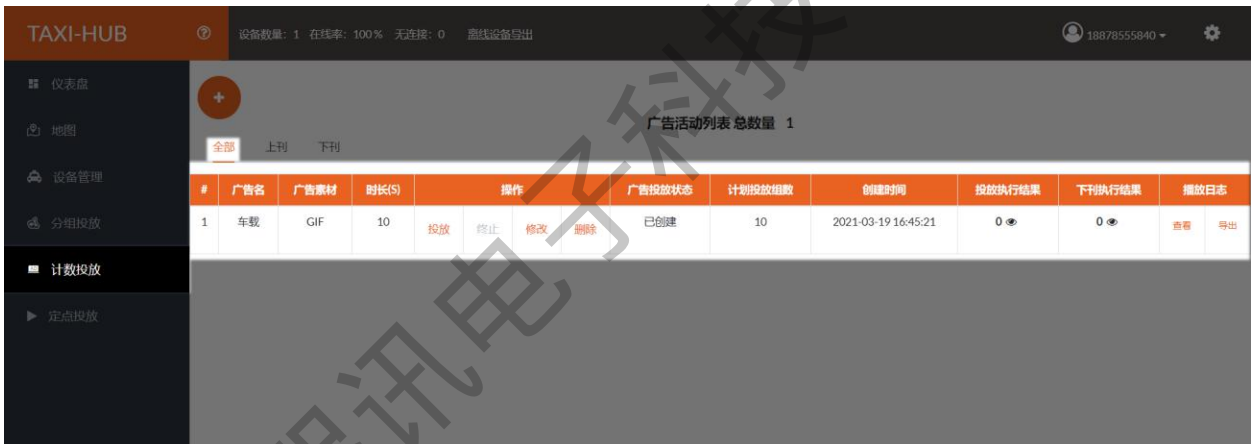 TAXI-HUB
设备数量: 1 在线率: 100% 无连接: 0 离线设备导出
18878555840
仪表盘
地图
设备管理
分组投放
计数投放
定点投放
广告活动列表 总数量 1
全部 上刊 下刊
# 广告名 广告素材 时长(S) 操作 广告投放状态 计划投放组数 创建时间 投放执行结果 下刊执行结果 播放日志
1 车载 GIF 10 投放 终止 修改 删除 已创建 10 2021-03-19 16:45:21 0 0 查看 导出
讯电子科技